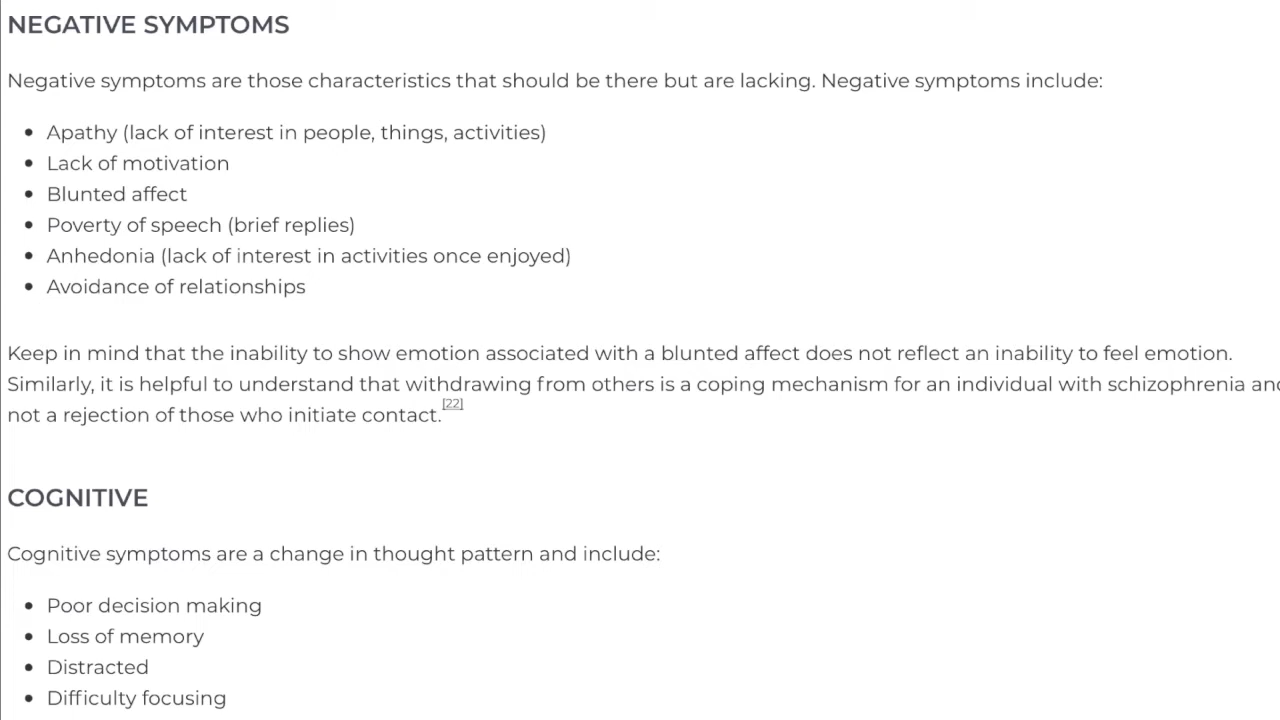 NEGATIVE SYMPTOMS
Negative symptoms are those characteristics that should be there but are lacking. Negative symptoms include:
• Apathy (lack of interest in people, things, activities)
• Lack of motivation
• Blunted affect
• Poverty of speech (brief replies)
• Anhedonia (lack of interest in activities once enjoyed)
• Avoidance of relationships
Keep in mind that the inability to show emotion associated with a blunted affect does not reflect an inability to feel emotion.
Similarly, it is helpful to understand that withdrawing from others is a coping mechanism for an individual with schizophrenia and
not a rejection of those who initiate contact.[22]
COGNITIVE
Cognitive symptoms are a change in thought pattern and include:
• Poor decision making
• Loss of memory
• Distracted
• Difficulty focusing